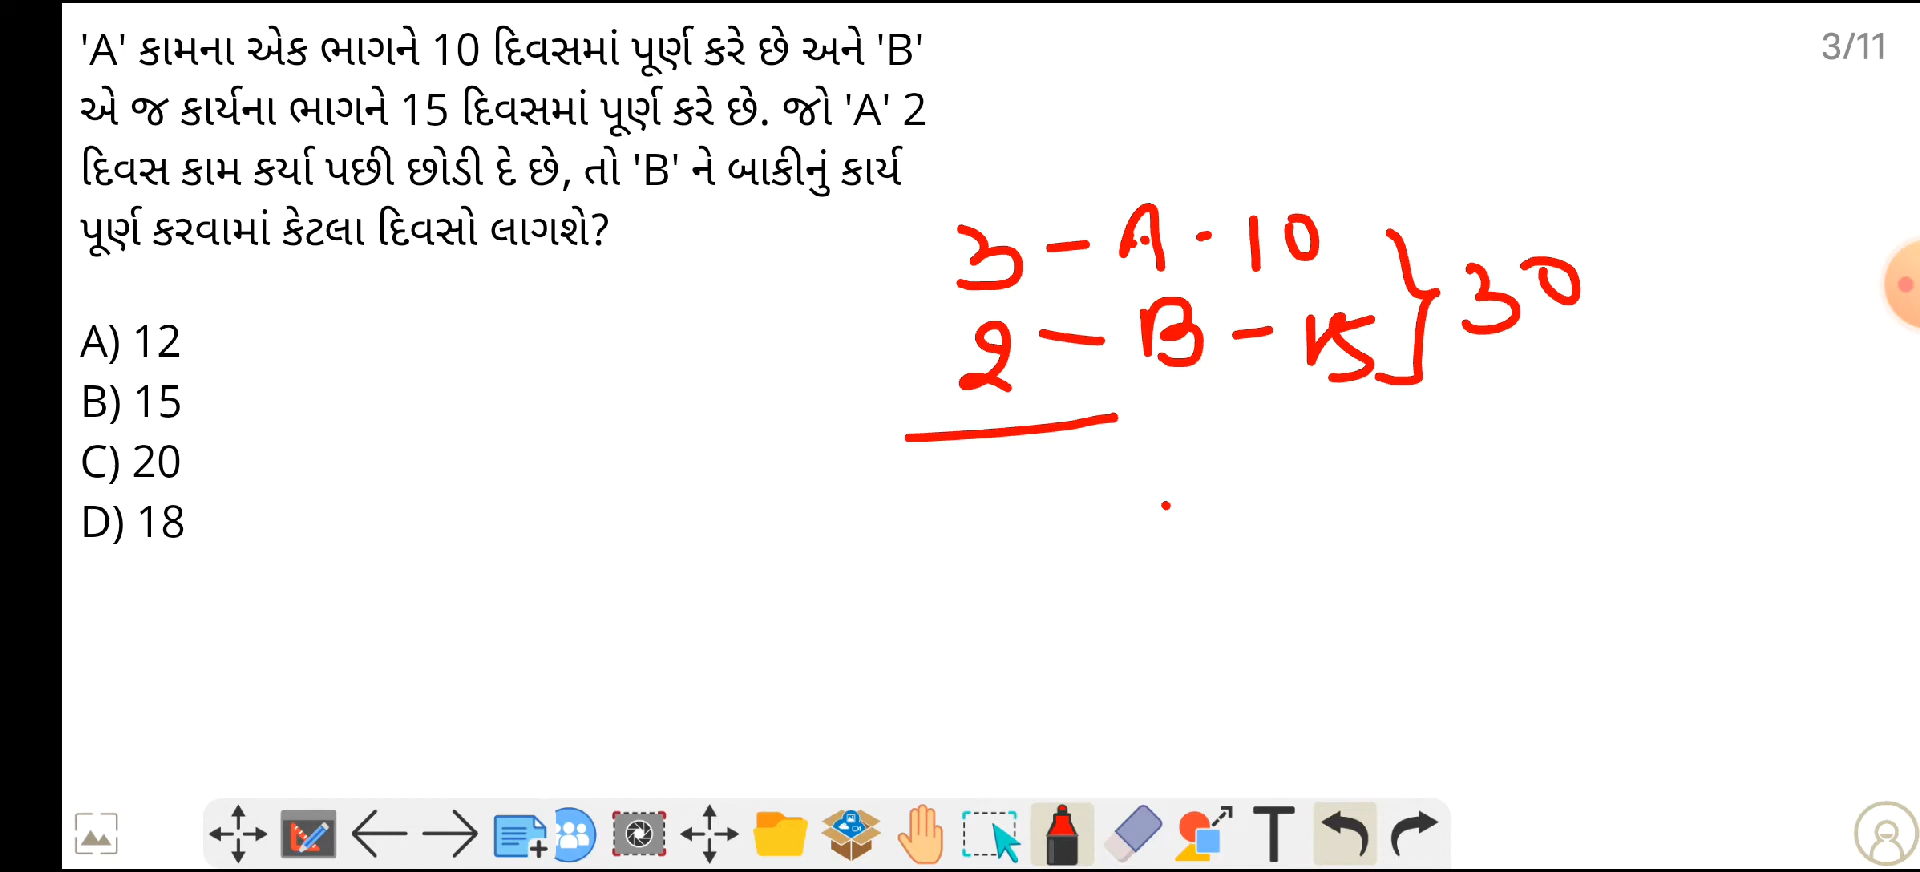 'A' કામના એક ભાગને 10 દિવસમાં પૂર્ણ કરે છે અને 'B'
એ જ કાર્યના ભાગને 15 દિવસમાં પૂર્ણ કરે છે. જો 'A' 2
દિવસ કામ કર્યા પછી છોડી દે છે, તો 'B' ને બાકીનું કાર્ય
પૂર્ણ કરવામાં કેટલા દિવસો લાગશે?
A) 12
B) 15
C) 20
D) 18
3/11
3 - A - 10
2 - B - 15
} 30
T